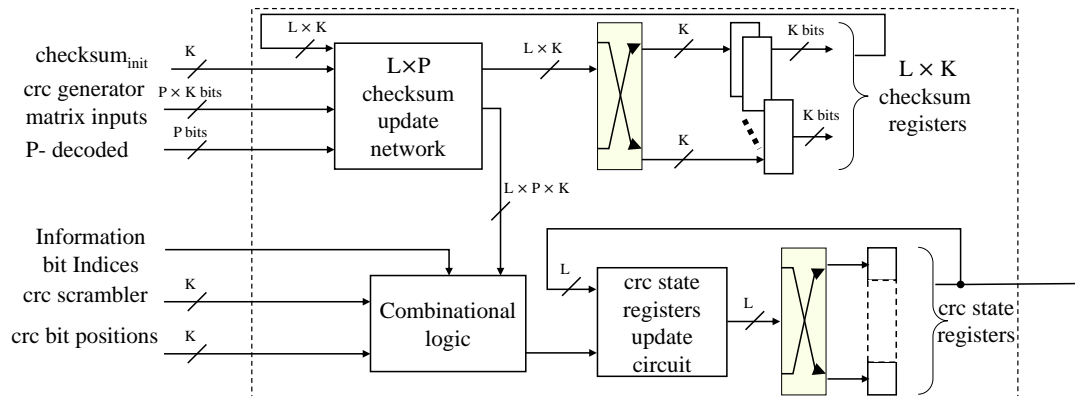 L × K
checksum_init
K
crc generator
matrix inputs
P × K bits
P- decoded
P bits
L×P
checksum
update
network
L × K
K
K
K bits
K bits
L × K
checksum
registers
L × P × K
Information
bit Indices
crc scrambler
K
crc bit positions
K
Combinational
logic
L
crc state
registers
update
circuit
L
crc state
registers